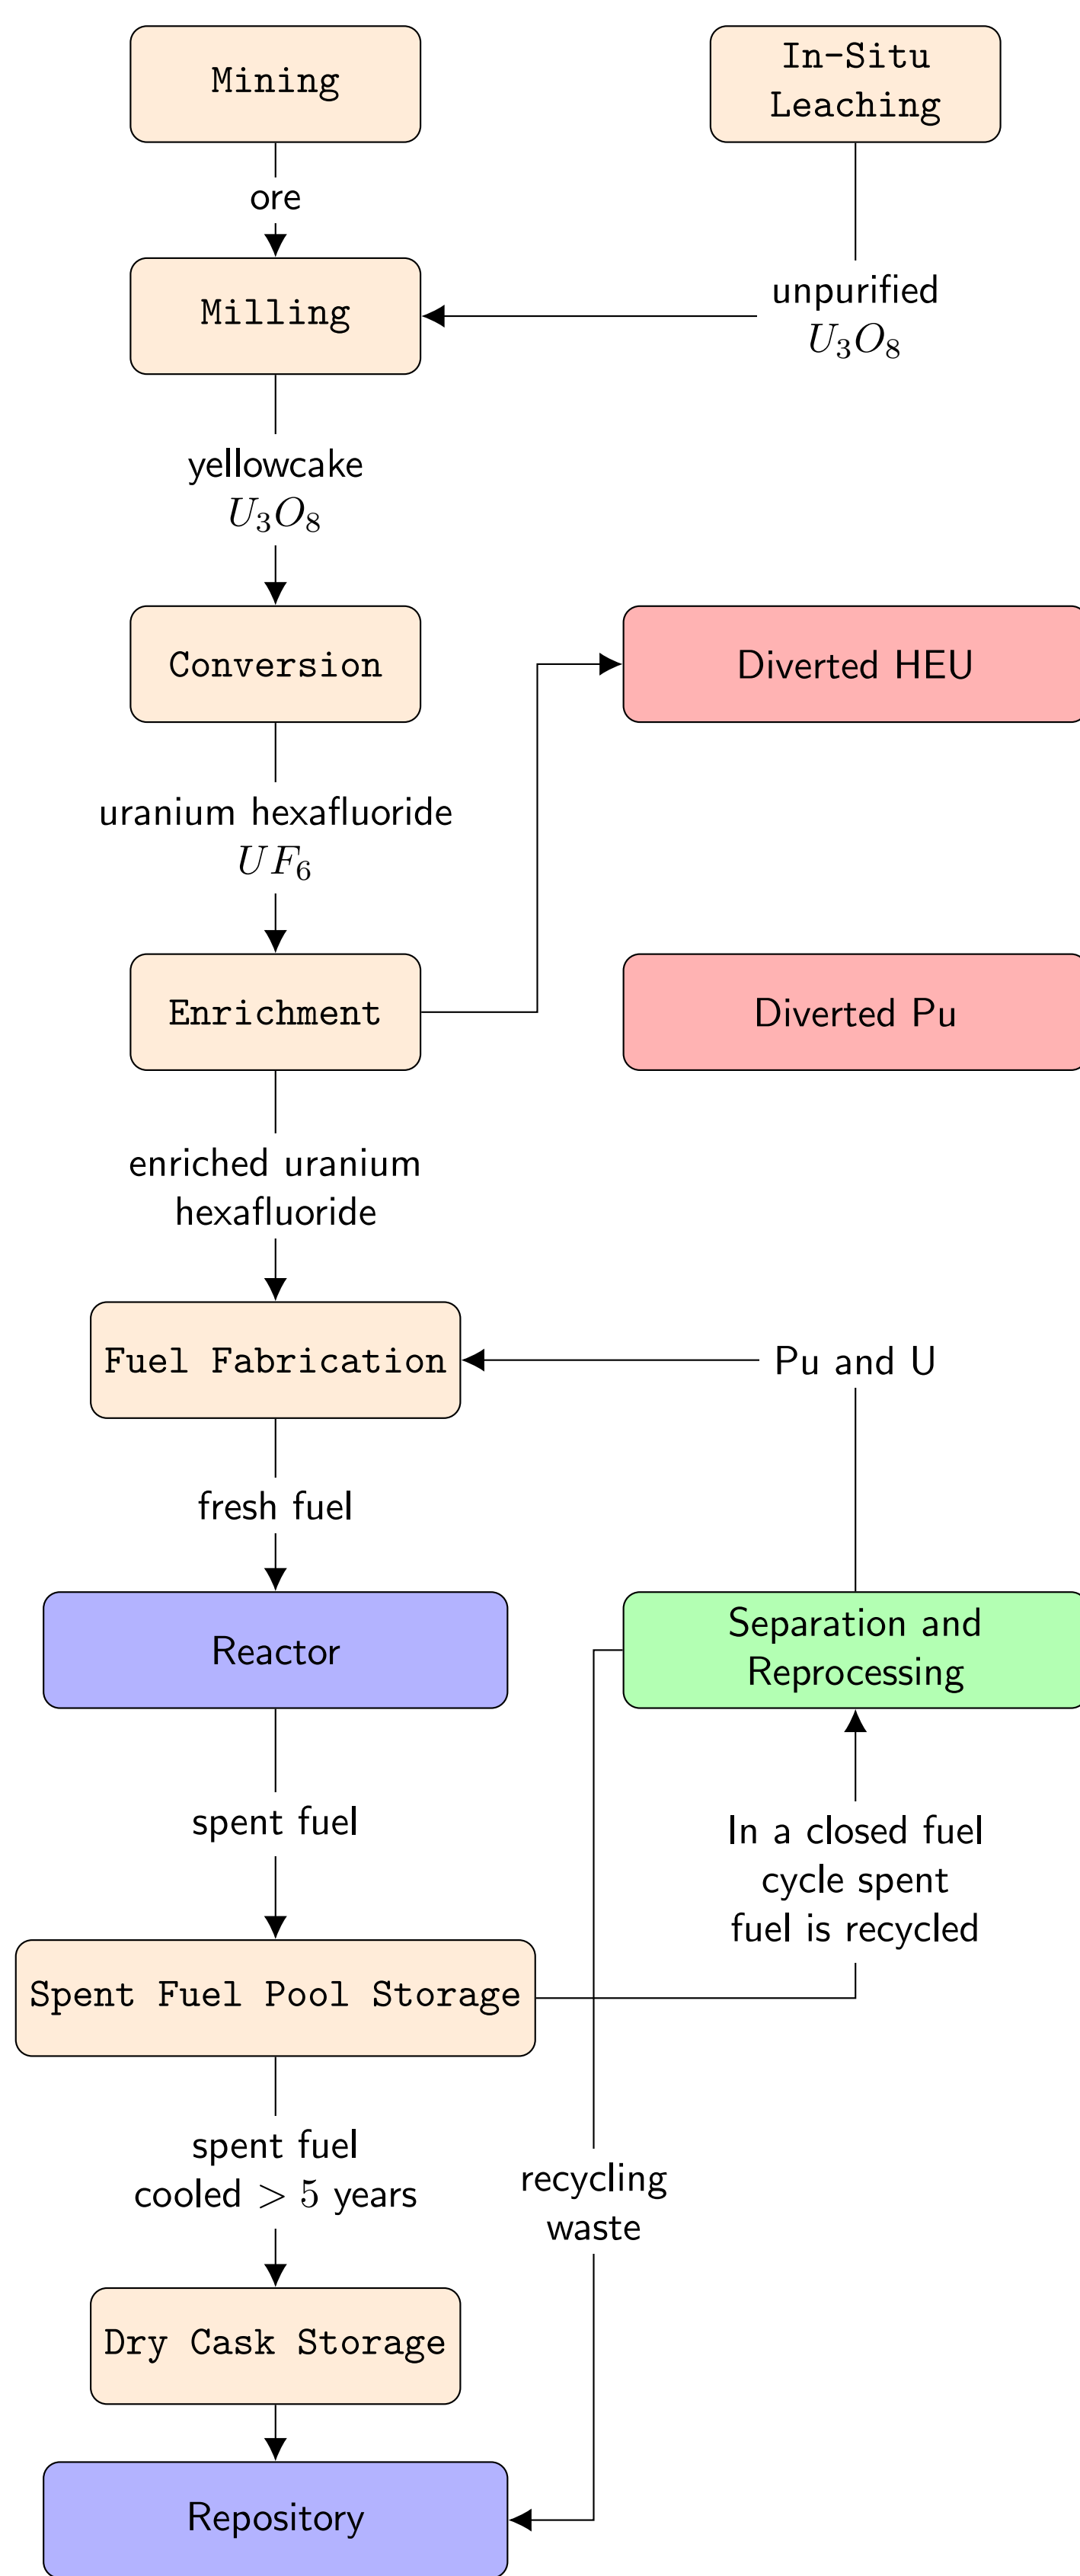 Mining
In-Situ
Leaching
ore
Milling
unpurified
U₃O₈
yellowcake
U₃O₈
Conversion
Diverted HEU
uranium hexafluoride
UF₆
Enrichment
Diverted Pu
enriched uranium
hexafluoride
Fuel Fabrication
Pu and U
fresh fuel
Reactor
Separation and
Reprocessing
spent fuel
In a closed fuel
cycle spent
fuel is recycled
Spent Fuel Pool Storage
spent fuel
cooled > 5 years
recycling
waste
Dry Cask Storage
Repository